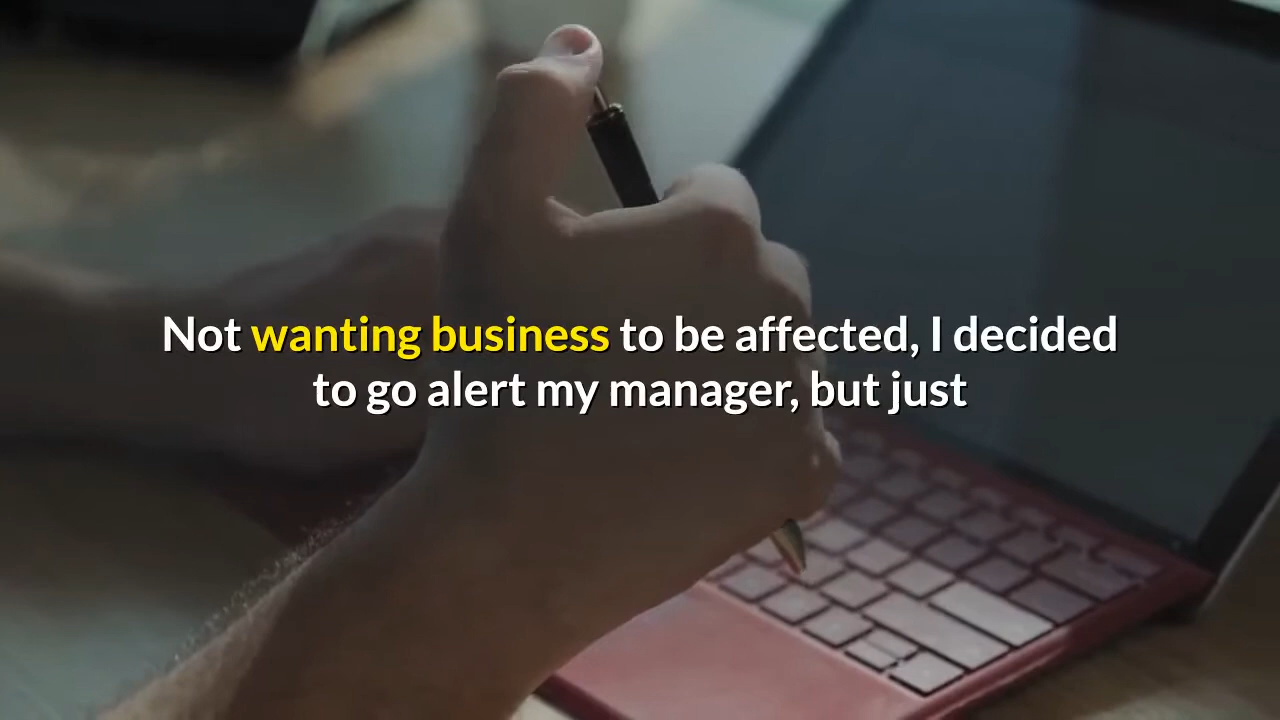 Not wanting business to be affected, I decided
to go alert my manager, but just